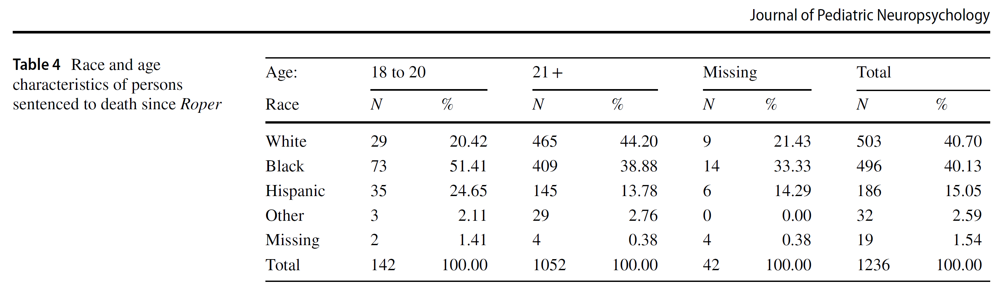 Journal of Pediatric Neuropsychology
Table 4 Race and age
characteristics of persons
sentenced to death since Roper
Age: 18 to 20 21 + Missing Total
Race N % N % N % N %
White 29 20.42 465 44.20 9 21.43 503 40.70
Black 73 51.41 409 38.88 14 33.33 496 40.13
Hispanic 35 24.65 145 13.78 6 14.29 186 15.05
Other 3 2.11 29 2.76 0 0.00 32 2.59
Missing 2 1.41 4 0.38 4 0.38 19 1.54
Total 142 100.00 1052 100.00 42 100.00 1236 100.00